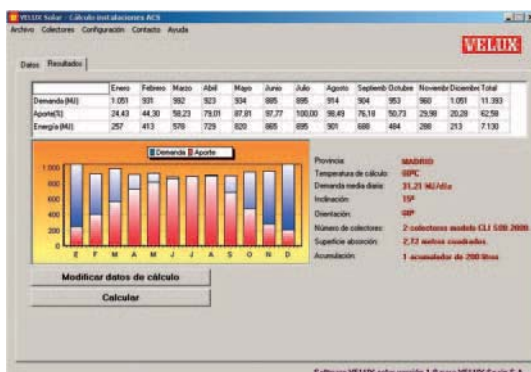 VELUX Solar - Cálculo instalaciones ACS
Archivo Colectores Configuración Contacto Ayuda
VELUX
Datos Resultados
Enero Febrero Marzo Abril Mayo Junio Julio Agosto Septiemb Octubre Noviembr Diciembre Total
Demanda (MJ) 1.051 931 992 923 934 885 895 914 904 953 960 1.051 11.393
Aporte(%) 24,43 44,30 58,23 79,01 87,81 97,77 100,00 98,49 76,18 50,73 29,98 20,28 62,58
Energía (MJ) 257 413 578 729 820 865 895 901 688 484 288 213 7.130
Demanda Aporte
1.000
800
600
400
200
0
E F M A M J J A S O N D
Provincia: MADRID
Temperatura de cálculo: 60ºC
Demanda media diaria: 31,21 MJ/día
Inclinación: 15º
Orientación:
Número de colectores: 2 colectores modelo CLI S08 2000
Superficie absorción: 2,72 metros cuadrados.
Acumulación: 1 acumulador de 200 litros
Modificar datos de cálculo
Calcular